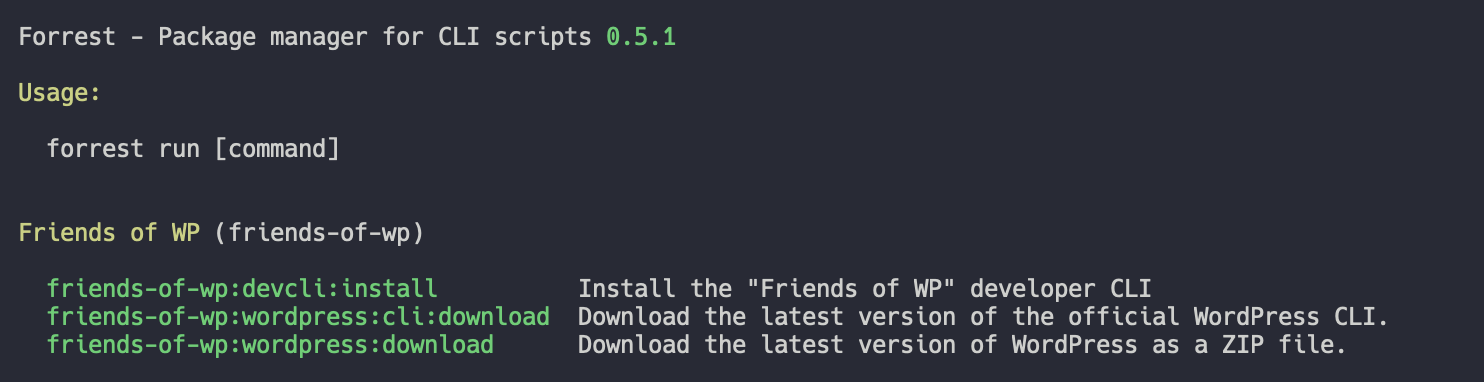 Forrest - Package manager for CLI scripts 0.5.1
Usage:
forrest run [command]
Friends of WP (friends-of-wp)
friends-of-wp:devcli:install Install the "Friends of WP" developer CLI
friends-of-wp:wordpress:cli:download Download the latest version of the official WordPress CLI.
friends-of-wp:wordpress:download Download the latest version of WordPress as a ZIP file.